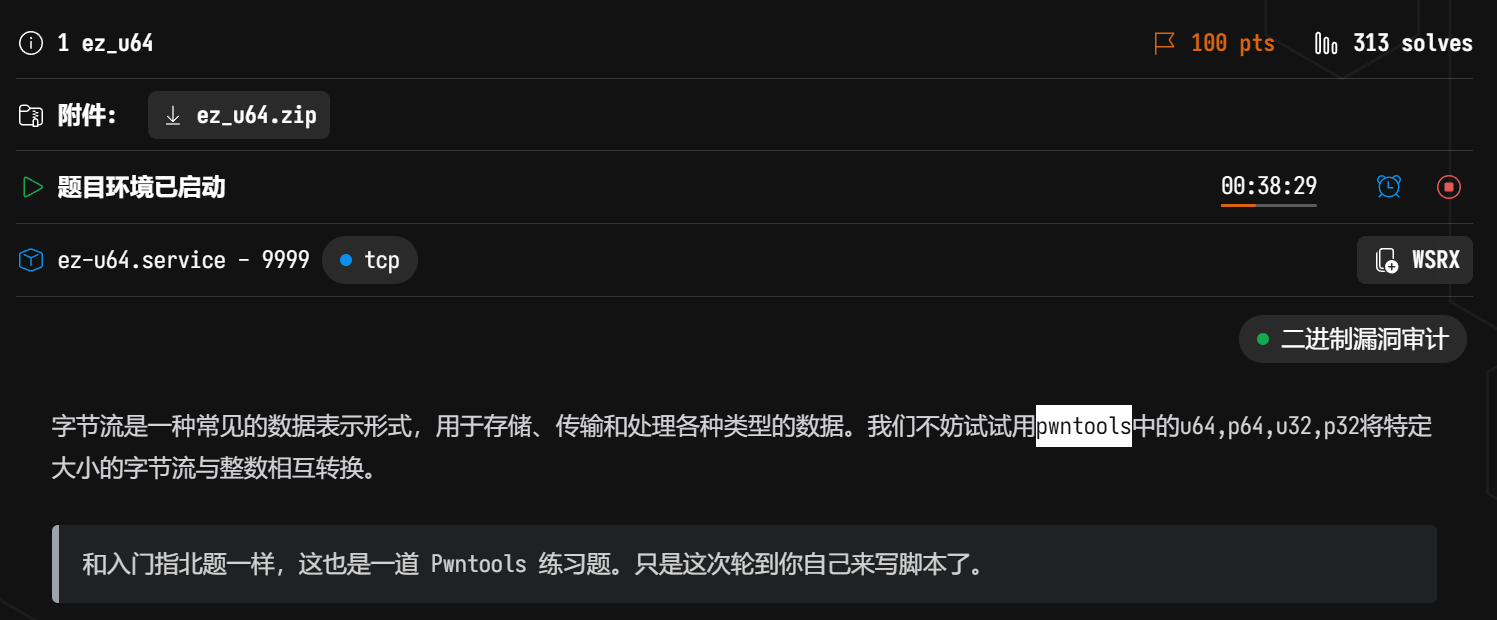 1 ez_u64 100 pts 313 solves
附件： ez_u64.zip
题目环境已启动 00:38:29
ez-u64.service - 9999 tcp WSRX
二进制漏洞审计
字节流是一种常见的数据表示形式，用于存储、传输和处理各种类型的数据。我们不妨试试用pwntools中的u64,p64,u32,p32将特定
大小的字节流与整数相互转换。
和入门指北题一样，这也是一道 Pwntools 练习题。只是这次轮到你自己来写脚本了。